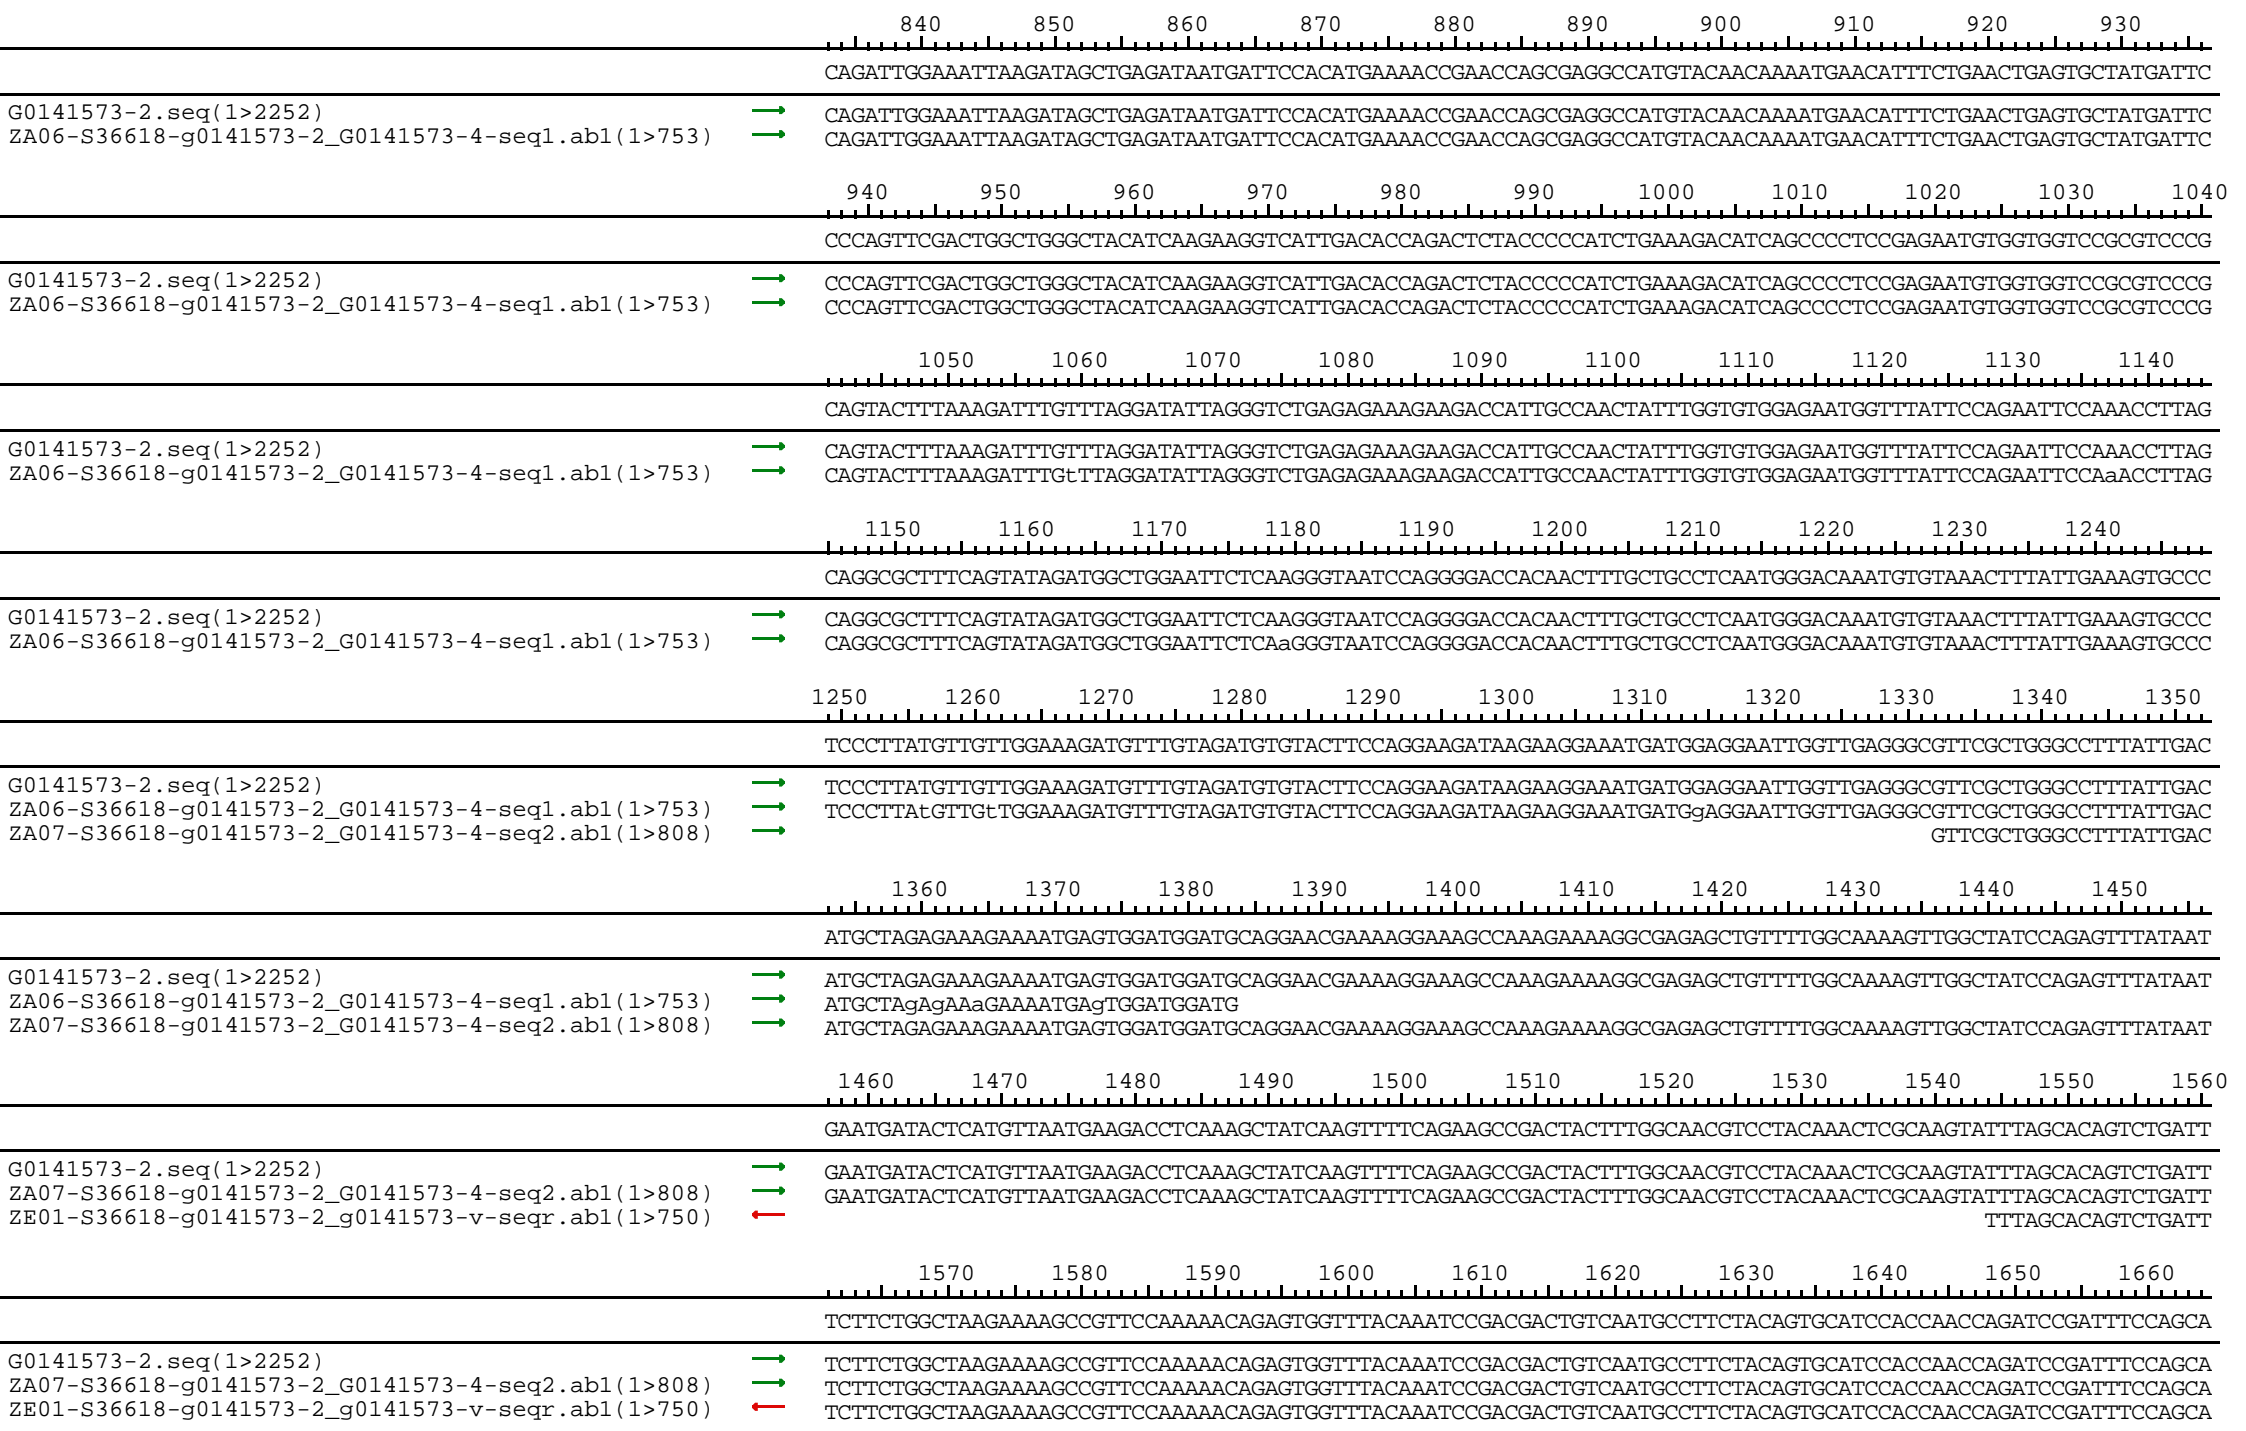 840 850 860 870 880 890 900 910 920 930
CAGATTGGAAATTAAGATAGCTGAGATAATGATTCCACATGAAAACCGAACCAGCGAGGCCATGTACAACAAAATGAACATTTCTGAACTGAGTGCTATGATTC
G0141573-2.seq(1>2252) CAGATTGGAAATTAAGATAGCTGAGATAATGATTCCACATGAAAACCGAACCAGCGAGGCCATGTACAACAAAATGAACATTTCTGAACTGAGTGCTATGATTC
ZA06-S36618-g0141573-2_G0141573-4-seq1.ab1(1>753) CAGATTGGAAATTAAGATAGCTGAGATAATGATTCCACATGAAAACCGAACCAGCGAGGCCATGTACAACAAAATGAACATTTCTGAACTGAGTGCTATGATTC
940 950 960 970 980 990 1000 1010 1020 1030 1040
CCCAGTTCGACTGGCTGGGCTACATCAAGAAGGTCATTGACACCAGACTCTACCCCCATCTGAAAGACATCAGCCCCTCCGAGAATGTGGTGGTCCGCGTCCCG
G0141573-2.seq(1>2252) CCCAGTTCGACTGGCTGGGCTACATCAAGAAGGTCATTGACACCAGACTCTACCCCCATCTGAAAGACATCAGCCCCTCCGAGAATGTGGTGGTCCGCGTCCCG
ZA06-S36618-g0141573-2_G0141573-4-seq1.ab1(1>753) CCCAGTTCGACTGGCTGGGCTACATCAAGAAGGTCATTGACACCAGACTCTACCCCCATCTGAAAGACATCAGCCCCTCCGAGAATGTGGTGGTCCGCGTCCCG
1050 1060 1070 1080 1090 1100 1110 1120 1130 1140
CAGTACTTTAAAGATTTGTTTAGGATATTAGGGTCTGAGAGAAAGAAGACCATTGCCAACTATTTGGTGTGGAGAATGGTTTATTCCAGAATTCCAAACCTTAG
G0141573-2.seq(1>2252) CAGTACTTTAAAGATTTGTTTAGGATATTAGGGTCTGAGAGAAAGAAGACCATTGCCAACTATTTGGTGTGGAGAATGGTTTATTCCAGAATTCCAAACCTTAG
ZA06-S36618-g0141573-2_G0141573-4-seq1.ab1(1>753) CAGTACTTTAAAGATTTGtTTAGGATATTAGGGTCTGAGAGAAAGAAGACCATTGCCAACTATTTGGTGTGGAGAATGGTTTATTCCAGAATTCCAaACCTTAG
1150 1160 1170 1180 1190 1200 1210 1220 1230 1240
CAGGCGCTTTCAGTATAGATGGCTGGAATTCTCAAGGGTAATCCAGGGGACCACAACTTTGCTGCCTCAATGGGACAAATGTGTAAACTTTATTGAAAGTGCCC
G0141573-2.seq(1>2252) CAGGCGCTTTCAGTATAGATGGCTGGAATTCTCAAGGGTAATCCAGGGGACCACAACTTTGCTGCCTCAATGGGACAAATGTGTAAACTTTATTGAAAGTGCCC
ZA06-S36618-g0141573-2_G0141573-4-seq1.ab1(1>753) CAGGCGCTTTCAGTATAGATGGCTGGAATTCTCAaGGGTAATCCAGGGGACCACAACTTTGCTGCCTCAATGGGACAAATGTGTAAACTTTATTGAAAGTGCCC
1250 1260 1270 1280 1290 1300 1310 1320 1330 1340 1350
TCCCTTATGTTGTTGGAAAGATGTTTGTAGATGTGTACTTCCAGGAAGATAAGAAGGAAATGATGGAGGAATTGGTTGAGGGCGTTCGCTGGGCCTTTATTGAC
G0141573-2.seq(1>2252) TCCCTTATGTTGTTGGAAAGATGTTTGTAGATGTGTACTTCCAGGAAGATAAGAAGGAAATGATGGAGGAATTGGTTGAGGGCGTTCGCTGGGCCTTTATTGAC
ZA06-S36618-g0141573-2_G0141573-4-seq1.ab1(1>753) TCCCTTAtGTTGtTGGAAAGATGTTTGTAGATGTGTACTTCCAGGAAGATAAGAAGGAAATGATGgAGGAATTGGTTGAGGGCGTTCGCTGGGCCTTTATTGAC
ZA07-S36618-g0141573-2_G0141573-4-seq2.ab1(1>808) GTTCGCTGGGCCTTTATTGAC
1360 1370 1380 1390 1400 1410 1420 1430 1440 1450
ATGCTAGAGAAAGAAAATGAGTGGATGGATGCAGGAACGAAAAGGAAAGCCAAAGAAAAGGCGAGAGCTGTTTTGGCAAAAGTTGGCTATCCAGAGTTTATAAT
G0141573-2.seq(1>2252) ATGCTAGAGAAAGAAAATGAGTGGATGGATGCAGGAACGAAAAGGAAAGCCAAAGAAAAGGCGAGAGCTGTTTTGGCAAAAGTTGGCTATCCAGAGTTTATAAT
ZA06-S36618-g0141573-2_G0141573-4-seq1.ab1(1>753) ATGCTAgAgAAaGAAAATGAgTGGATGGATG
ZA07-S36618-g0141573-2_G0141573-4-seq2.ab1(1>808) ATGCTAGAGAAAGAAAATGAGTGGATGGATGCAGGAACGAAAAGGAAAGCCAAAGAAAAGGCGAGAGCTGTTTTGGCAAAAGTTGGCTATCCAGAGTTTATAAT
1460 1470 1480 1490 1500 1510 1520 1530 1540 1550 1560
GAATGATACTCATGTTAATGAAGACCTCAAAGCTATCAAGTTTTCAGAAGCCGACTACTTTGGCAACGTCCTACAAACTCGCAAGTATTTAGCACAGTCTGATT
G0141573-2.seq(1>2252) GAATGATACTCATGTTAATGAAGACCTCAAAGCTATCAAGTTTTCAGAAGCCGACTACTTTGGCAACGTCCTACAAACTCGCAAGTATTTAGCACAGTCTGATT
ZA07-S36618-g0141573-2_G0141573-4-seq2.ab1(1>808) GAATGATACTCATGTTAATGAAGACCTCAAAGCTATCAAGTTTTCAGAAGCCGACTACTTTGGCAACGTCCTACAAACTCGCAAGTATTTAGCACAGTCTGATT
ZE01-S36618-g0141573-2_g0141573-v-seqr.ab1(1>750) TTTAGCACAGTCTGATT
1570 1580 1590 1600 1610 1620 1630 1640 1650 1660
TCTTCTGGCTAAGAAAAGCCGTTCCAAAAACAGAGTGGTTTACAAATCCGACGACTGTCAATGCCTTCTACAGTGCATCCACCAACCAGATCCGATTTCCAGCA
G0141573-2.seq(1>2252) TCTTCTGGCTAAGAAAAGCCGTTCCAAAAACAGAGTGGTTTACAAATCCGACGACTGTCAATGCCTTCTACAGTGCATCCACCAACCAGATCCGATTTCCAGCA
ZA07-S36618-g0141573-2_G0141573-4-seq2.ab1(1>808) TCTTCTGGCTAAGAAAAGCCGTTCCAAAAACAGAGTGGTTTACAAATCCGACGACTGTCAATGCCTTCTACAGTGCATCCACCAACCAGATCCGATTTCCAGCA
ZE01-S36618-g0141573-2_g0141573-v-seqr.ab1(1>750) TCTTCTGGCTAAGAAAAGCCGTTCCAAAAACAGAGTGGTTTACAAATCCGACGACTGTCAATGCCTTCTACAGTGCATCCACCAACCAGATCCGATTTCCAGCA